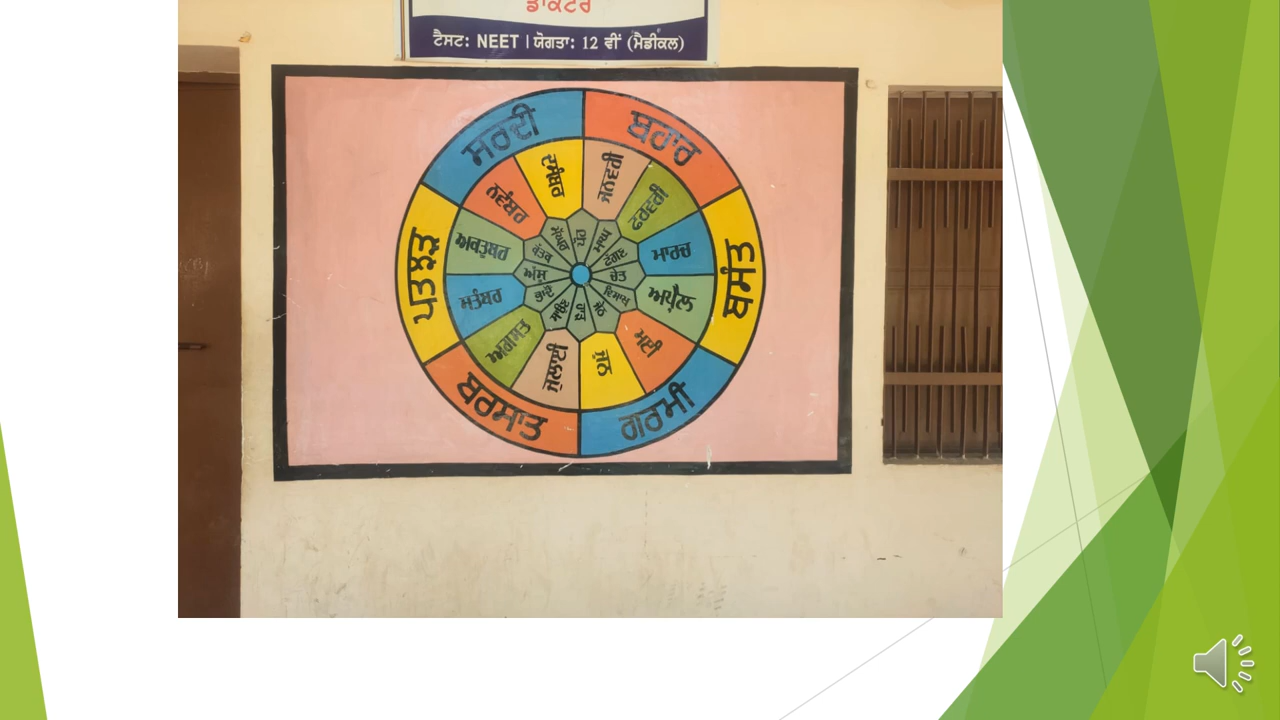 ਡਾਕਟਰ
ਟੈਸਟ: NEET | ਯੋਗਤਾ: 12 ਵੀਂ (ਮੈਡੀਕਲ)
ਬਹਾਰ
ਬਸੰਤ
ਗਰਮੀ
ਬਰਸਾਤ
ਪਤਝੜ
ਸਰਦੀ
ਜਨਵਰੀ
ਫਰਵਰੀ
ਮਾਰਚ
ਅਪ੍ਰੈਲ
ਮਈ
ਜੂਨ
ਜੁਲਾਈ
ਅਗਸਤ
ਸਤੰਬਰ
ਅਕਤੂਬਰ
ਨਵੰਬਰ
ਦਸੰਬਰ
ਪੋਹ
ਮਾਘ
ਫੱਗਣ
ਚੇਤ
ਵਿਸਾਖ
ਜੇਠ
ਹਾੜ
ਭਾਦੋਂ
ਅੱਸੂ
ਕੱਤਕ
ਮੱਘਰ